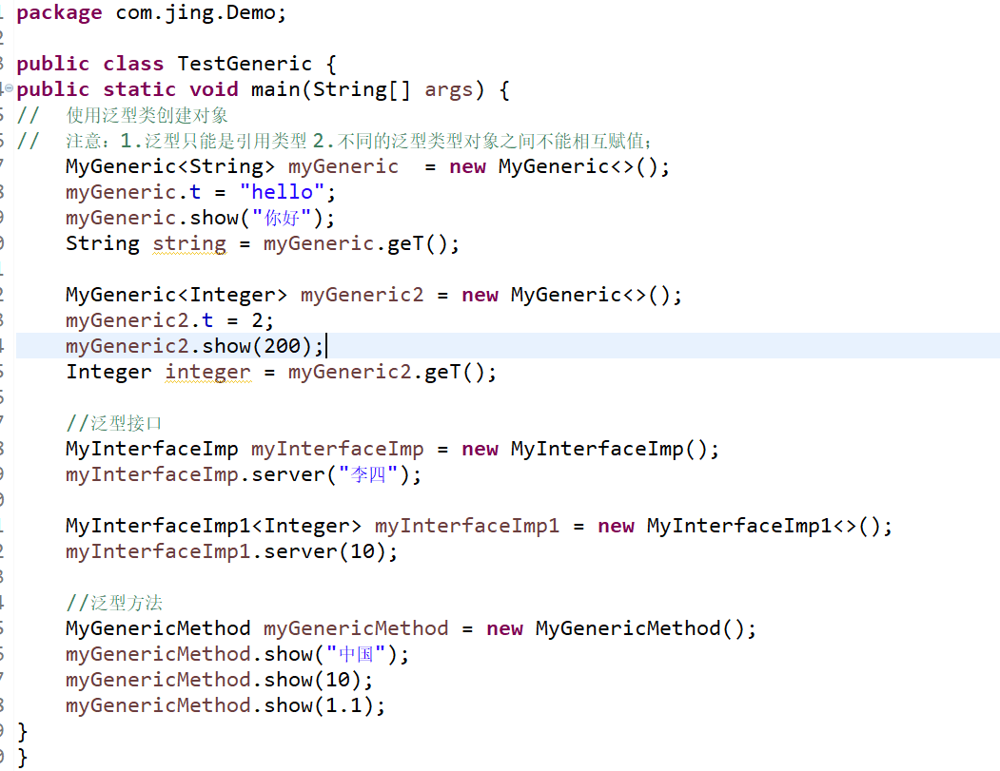 package com.jing.Demo;
public class TestGeneric {
public static void main(String[] args) {
// 使用泛型类创建对象
// 注意：1.泛型只能是引用类型 2.不同的泛型类型对象之间不能相互赋值；
MyGeneric<String> myGeneric = new MyGeneric<>();
myGeneric.t = "hello";
myGeneric.show("你好");
String string = myGeneric.geT();
MyGeneric<Integer> myGeneric2 = new MyGeneric<>();
myGeneric2.t = 2;
myGeneric2.show(200);
Integer integer = myGeneric2.geT();
//泛型接口
MyInterfaceImp myInterfaceImp = new MyInterfaceImp();
myInterfaceImp.server("李四");
MyInterfaceImp1<Integer> myInterfaceImp1 = new MyInterfaceImp1<>();
myInterfaceImp1.server(10);
//泛型方法
MyGenericMethod myGenericMethod = new MyGenericMethod();
myGenericMethod.show("中国");
myGenericMethod.show(10);
myGenericMethod.show(1.1);
}
}